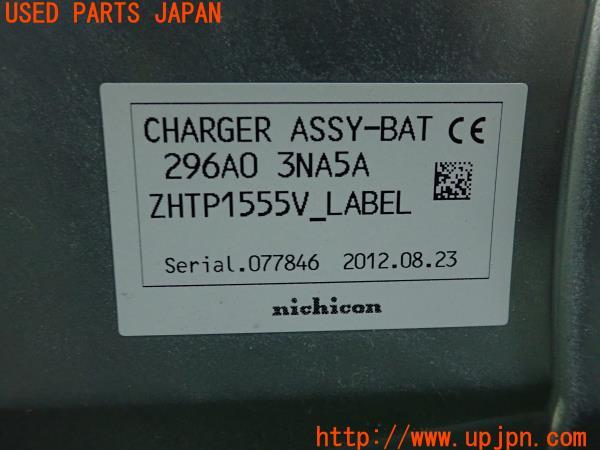 USED PARTS JAPAN
CHARGER ASSY-BAT CE
296A0 3NA5A
ZHTP1555V_LABEL
Serial.077846 2012.08.23
nichicon
http://www.upjpn.com